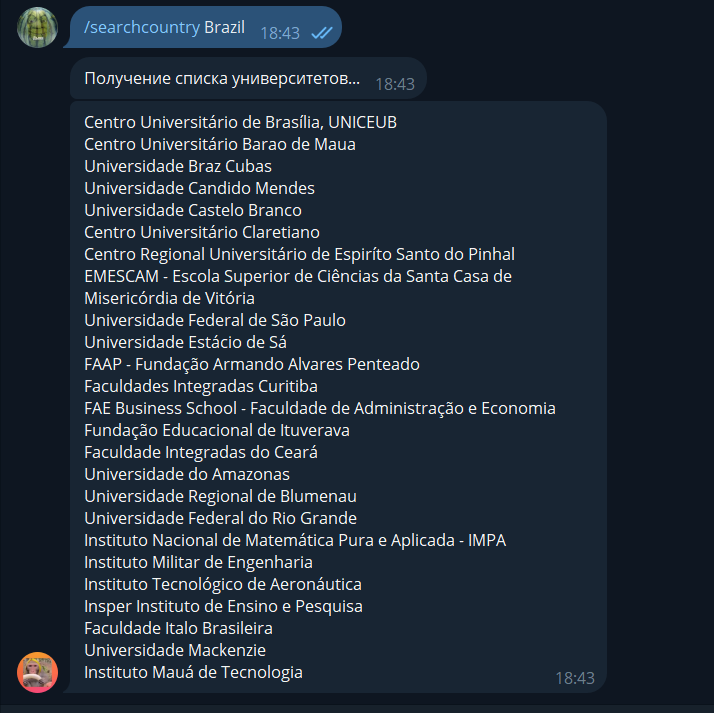 /searchcountry Brazil 18:43
Получение списка университетов... 18:43
Centro Universitário de Brasília, UNICEUB
Centro Universitário Barao de Maua
Universidade Braz Cubas
Universidade Candido Mendes
Universidade Castelo Branco
Centro Universitário Claretiano
Centro Regional Universitário de Espiríto Santo do Pinhal
EMESCAM - Escola Superior de Ciências da Santa Casa de
Misericórdia de Vitória
Universidade Federal de São Paulo
Universidade Estácio de Sá
FAAP - Fundação Armando Alvares Penteado
Faculdades Integradas Curitiba
FAE Business School - Faculdade de Administração e Economia
Fundação Educacional de Ituverava
Faculdade Integradas do Ceará
Universidade do Amazonas
Universidade Regional de Blumenau
Universidade Federal do Rio Grande
Instituto Nacional de Matemática Pura e Aplicada - IMPA
Instituto Militar de Engenharia
Instituto Tecnológico de Aeronáutica
Insper Instituto de Ensino e Pesquisa
Faculdade Italo Brasileira
Universidade Mackenzie
Instituto Mauá de Tecnologia
18:43